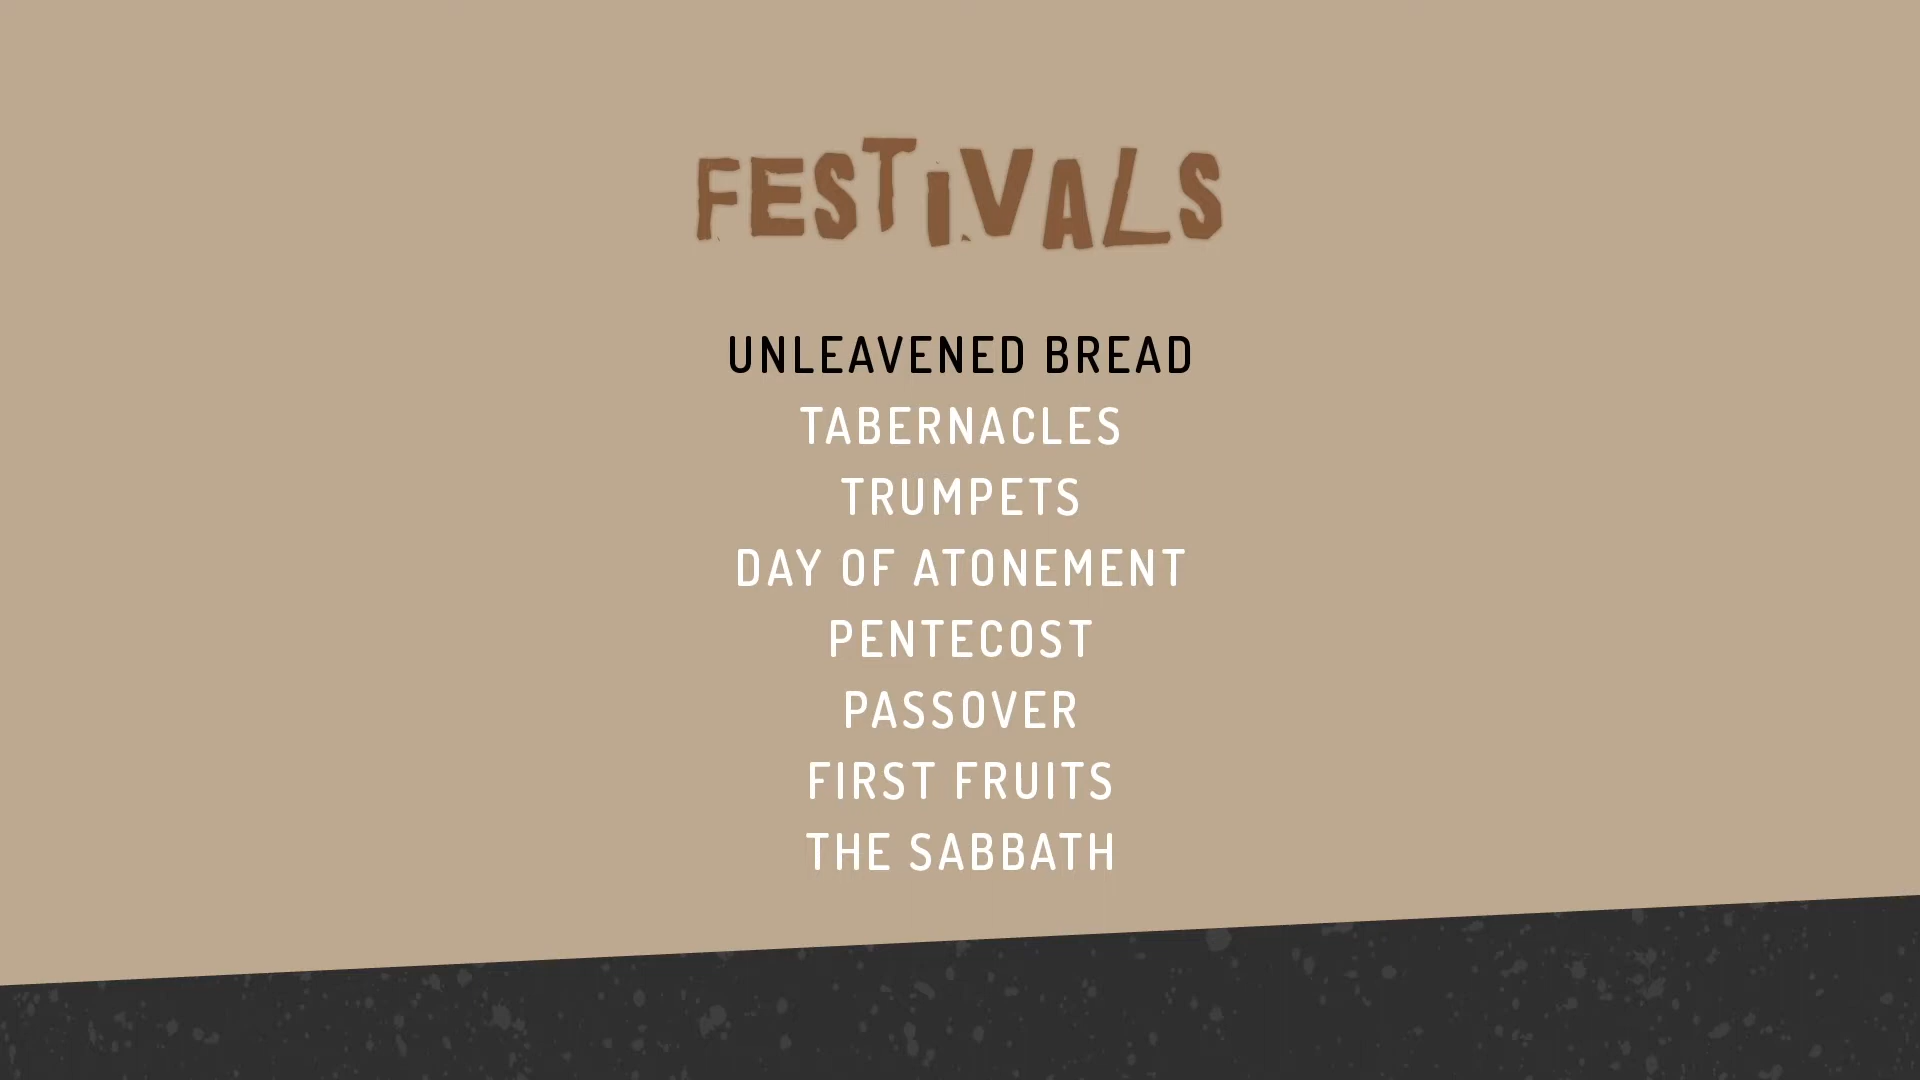 FESTiVALS
UNLEAVENED BREAD
TABERNACLES
TRUMPETS
DAY OF ATONEMENT
PENTECOST
PASSOVER
FIRST FRUITS
THE SABBATH